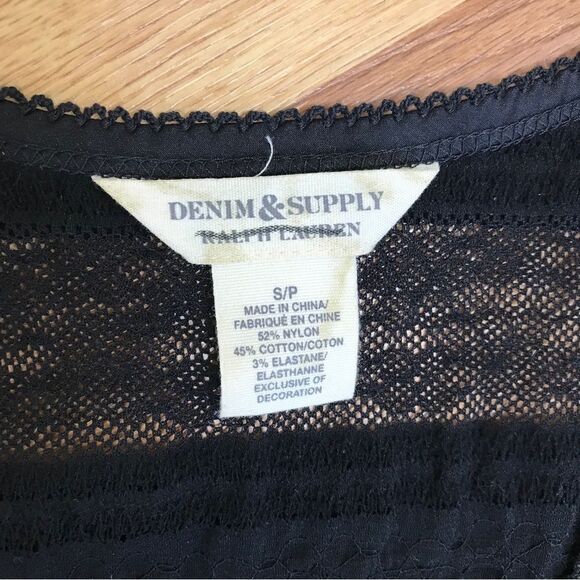 DENIM&SUPPLY
RALPH LAUREN
S/P
MADE IN CHINA/
FABRIQUÉ EN CHINE
52% NYLON
45% COTTON/COTON
3% ELASTANE/
ELASTHANNE
EXCLUSIVE OF
DECORATION